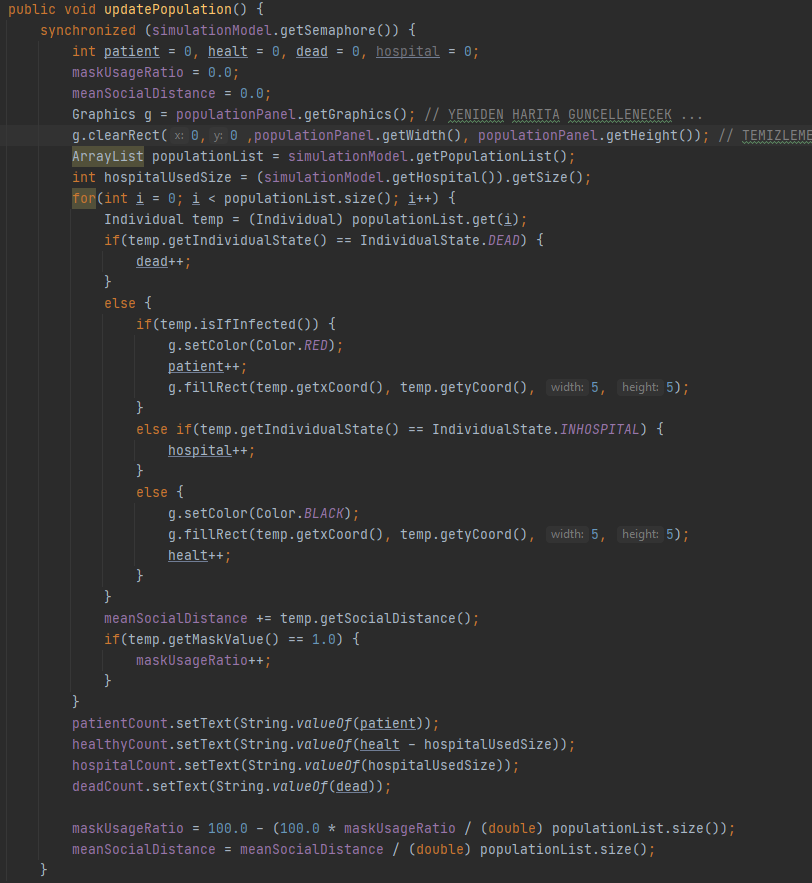 public void updatePopulation() {
    synchronized (simulationModel.getSemaphore()) {
        int patient = 0, healt = 0, dead = 0, hospital = 0;
        maskUsageRatio = 0.0;
        meanSocialDistance = 0.0;
        Graphics g = populationPanel.getGraphics(); // YENIDEN HARITA GUNCELLENECEK ...
        g.clearRect( x: 0, y: 0 ,populationPanel.getWidth(), populationPanel.getHeight()); // TEMIZLEME
        ArrayList populationList = simulationModel.getPopulationList();
        int hospitalUsedSize = (simulationModel.getHospital()).getSize();
        for(int i = 0; i < populationList.size(); i++) {
            Individual temp = (Individual) populationList.get(i);
            if(temp.getIndividualState() == IndividualState.DEAD) {
                dead++;
            }
            else {
                if(temp.isIfInfected()) {
                    g.setColor(Color.RED);
                    patient++;
                    g.fillRect(temp.getxCoord(), temp.getyCoord(), width: 5, height: 5);
                }
                else if(temp.getIndividualState() == IndividualState.INHOSPITAL) {
                    hospital++;
                }
                else {
                    g.setColor(Color.BLACK);
                    g.fillRect(temp.getxCoord(), temp.getyCoord(), width: 5, height: 5);
                    healt++;
                }
            }
            meanSocialDistance += temp.getSocialDistance();
            if(temp.getMaskValue() == 1.0) {
                maskUsageRatio++;
            }
        }
        patientCount.setText(String.valueOf(patient));
        healthyCount.setText(String.valueOf(healt - hospitalUsedSize));
        hospitalCount.setText(String.valueOf(hospitalUsedSize));
        deadCount.setText(String.valueOf(dead));

        maskUsageRatio = 100.0 - (100.0 * maskUsageRatio / (double) populationList.size());
        meanSocialDistance = meanSocialDistance / (double) populationList.size();
    }